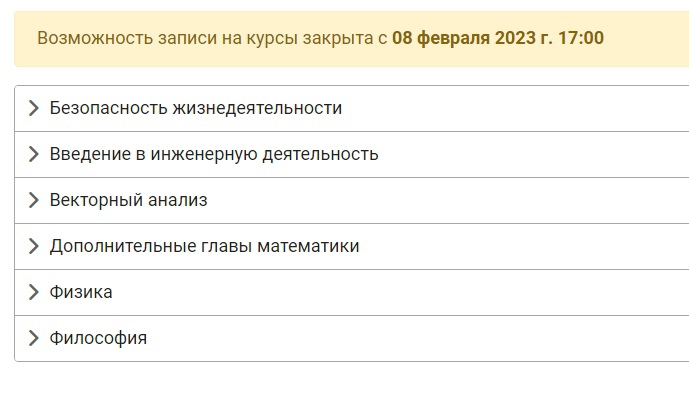 Возможность записи на курсы закрыта с 08 февраля 2023 г. 17:00
Безопасность жизнедеятельности
Введение в инженерную деятельность
Векторный анализ
Дополнительные главы математики
Физика
Философия